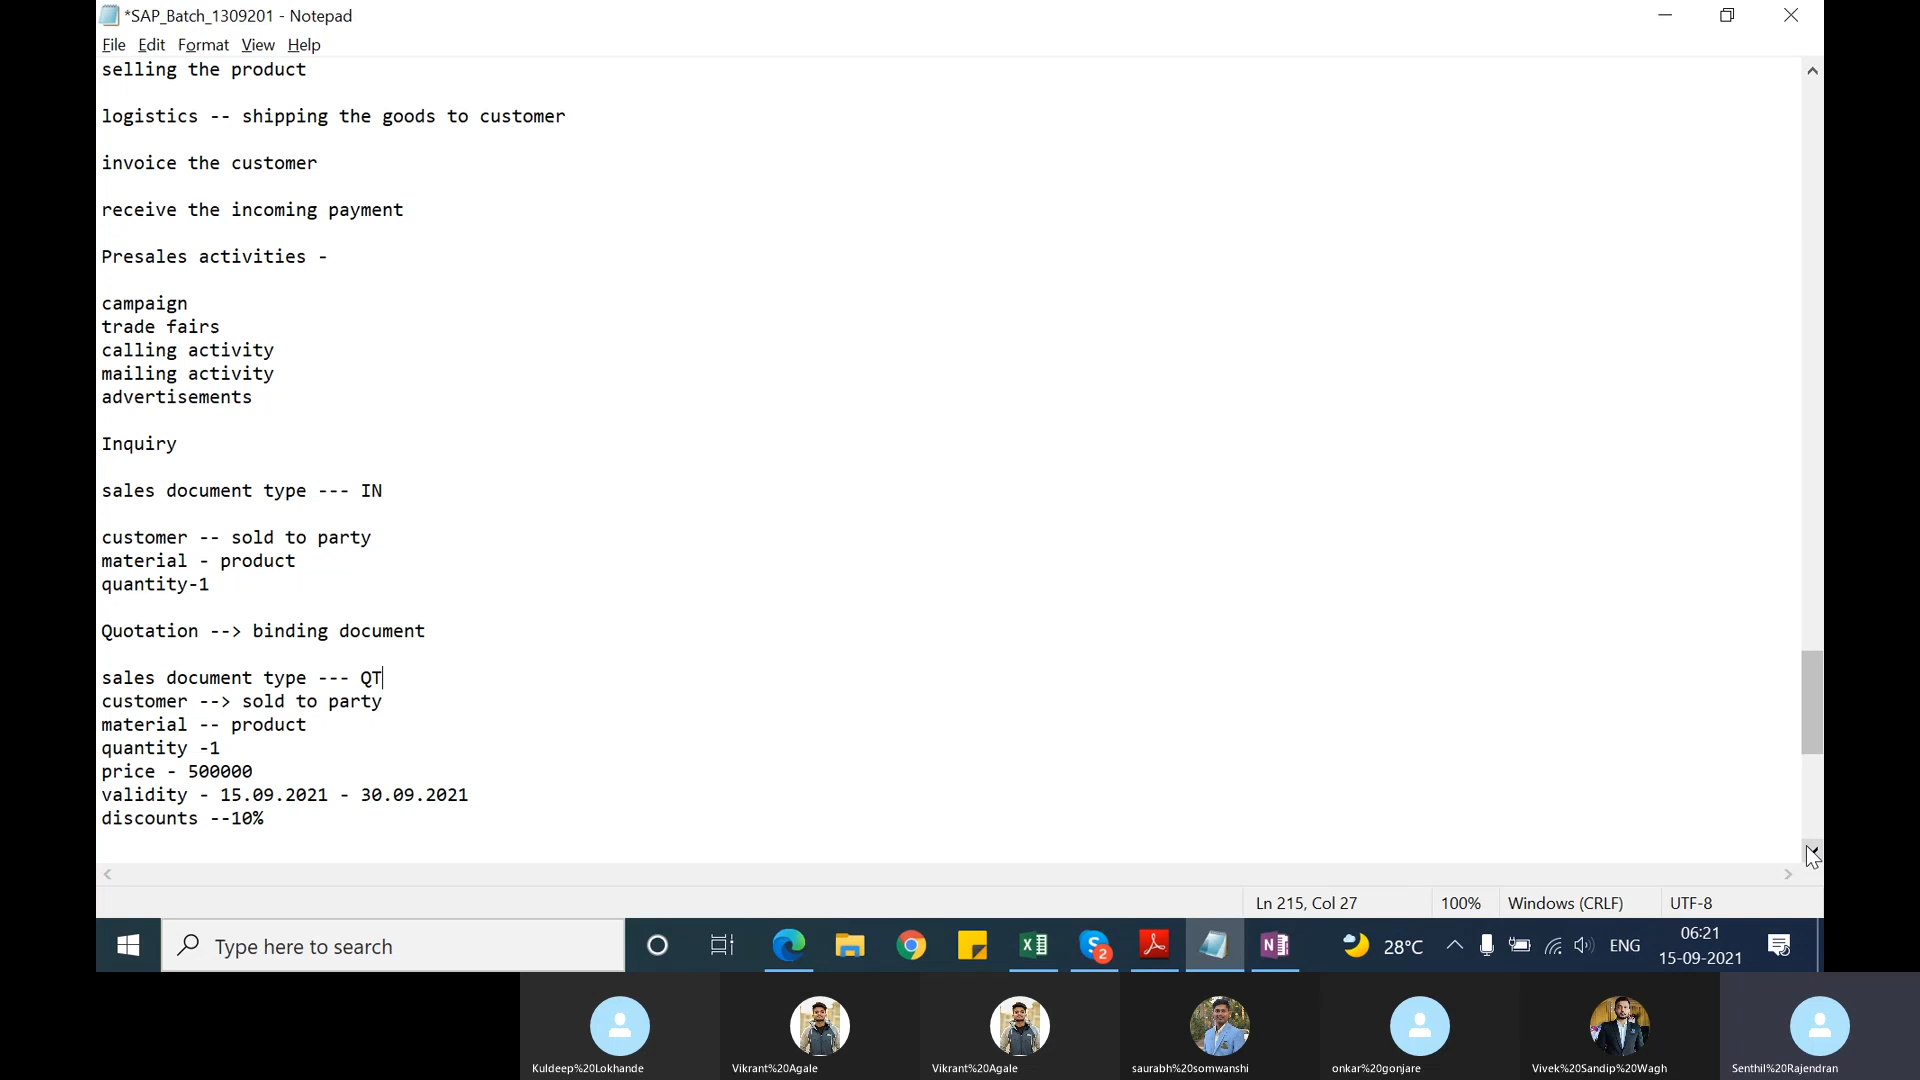 *SAP_Batch_1309201 - Notepad
File Edit Format View Help
selling the product
logistics -- shipping the goods to customer
invoice the customer
receive the incoming payment
Presales activities -
campaign
trade fairs
calling activity
mailing activity
advertisements
Inquiry
sales document type --- IN
customer -- sold to party
material - product
quantity-1
Quotation --> binding document
sales document type --- QT
customer --> sold to party
material -- product
quantity -1
price - 500000
validity - 15.09.2021 - 30.09.2021
discounts --10%
Ln 215, Col 27 100% Windows (CRLF) UTF-8
Type here to search 2 28°C ENG 06:21
15-09-2021
Kuldeep%20Lokhande Vikrant%20Agale Vikrant%20Agale saurabh%20somwanshi onkar%20gonjare Vivek%20Sandip%20Wagh Senthil%20Rajendran